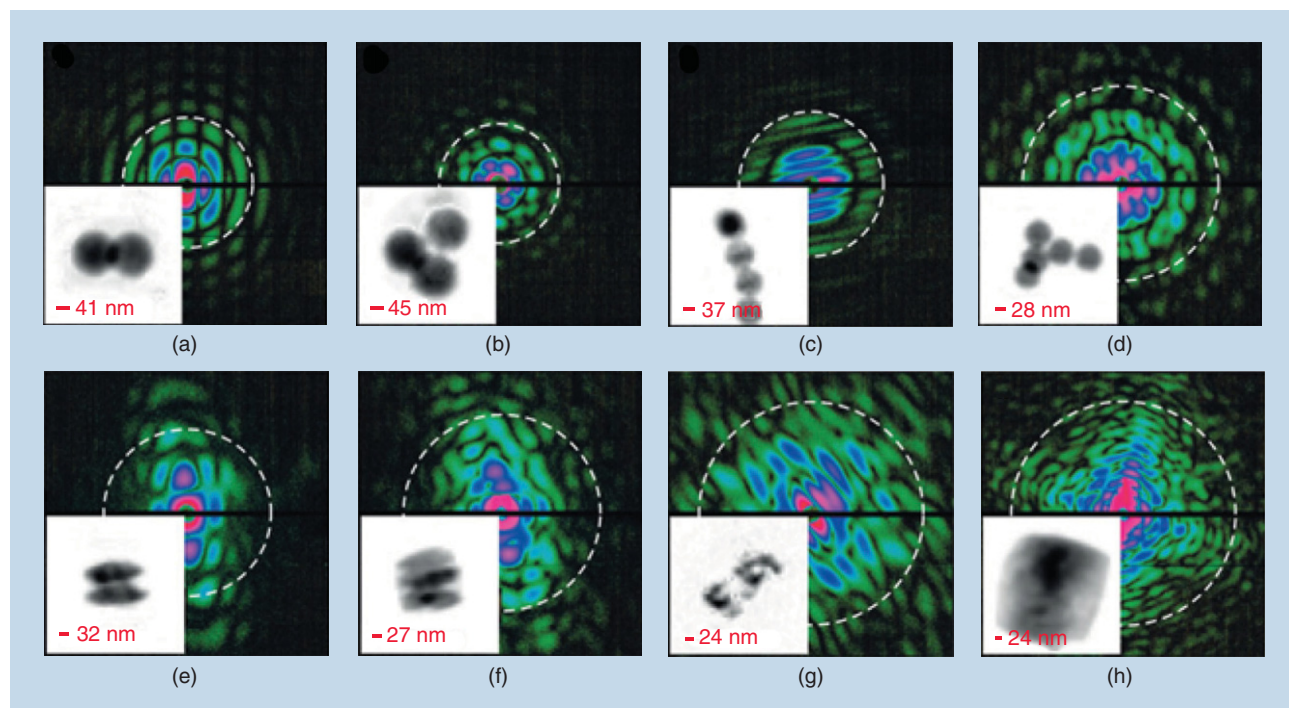 41 nm
45 nm
37 nm
28 nm
(a)
(b)
(c)
(d)
32 nm
27 nm
24 nm
24 nm
(e)
(f)
(g)
(h)